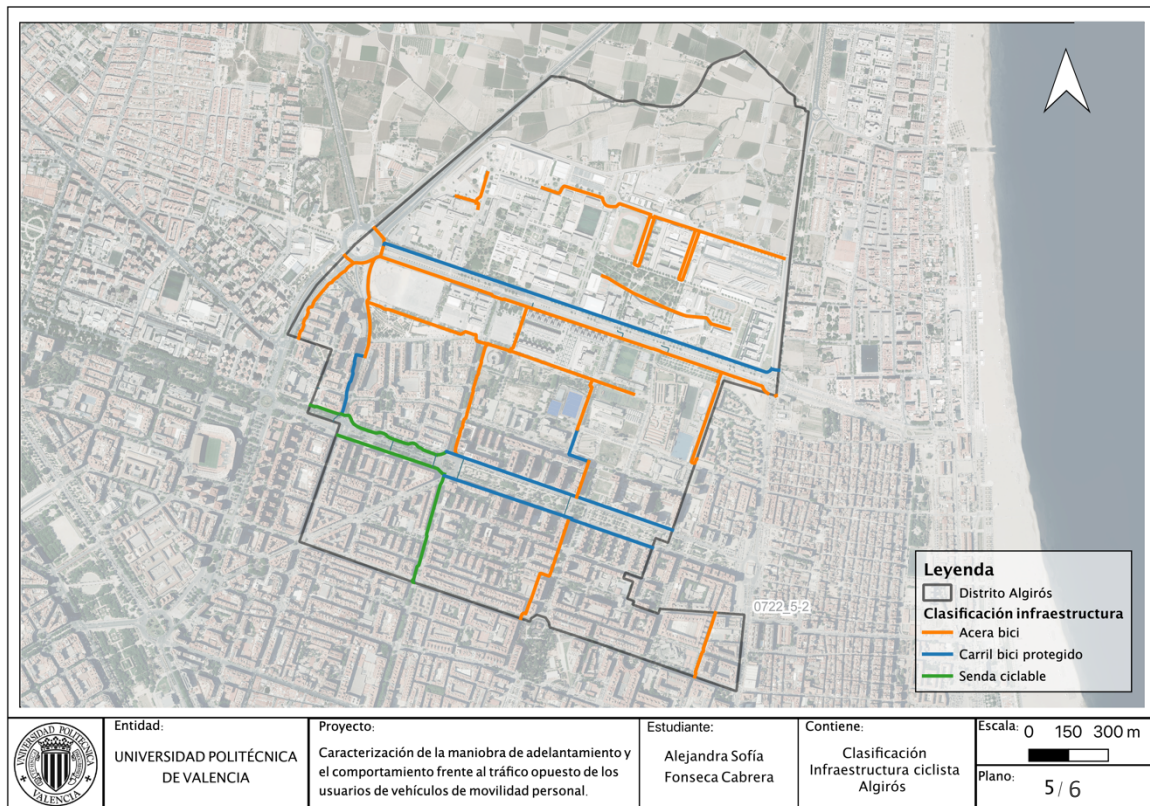 0722_5-2
Leyenda
Distrito Algirós
Clasificación infraestructura
Acera bici
Carril bici protegido
Senda ciclable
UNIVERSIDAD POLITECNICA
VALENCIA
Entidad:
UNIVERSIDAD POLITÉCNICA
DE VALENCIA
Proyecto:
Caracterización de la maniobra de adelantamiento y
el comportamiento frente al tráfico opuesto de los
usuarios de vehículos de movilidad personal.
Estudiante:
Alejandra Sofía
Fonseca Cabrera
Contiene:
Clasificación
Infraestructura ciclista
Algirós
Escala:
0 150 300 m
Plano:
5/6